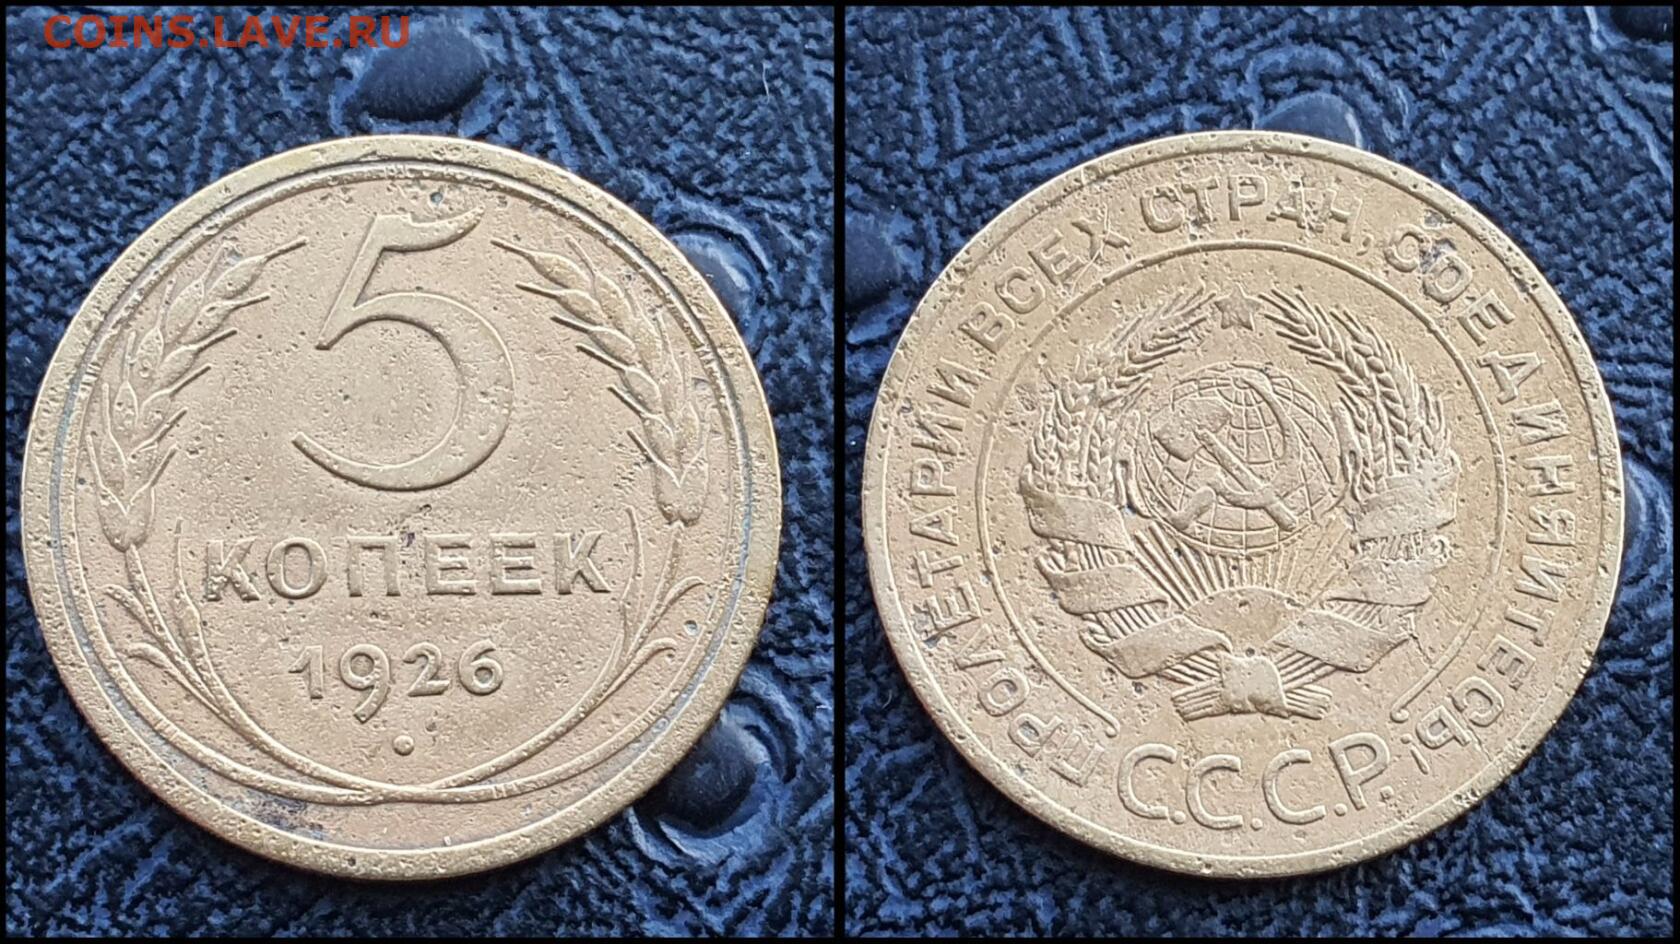 COINS.LAVE.RU
5
КОПЕЕК
1926
ПРОЛЕТАРИИ ВСЕХ СТРАН, СОЕДИНЯЙТЕСЬ!
С.С.С.Р.